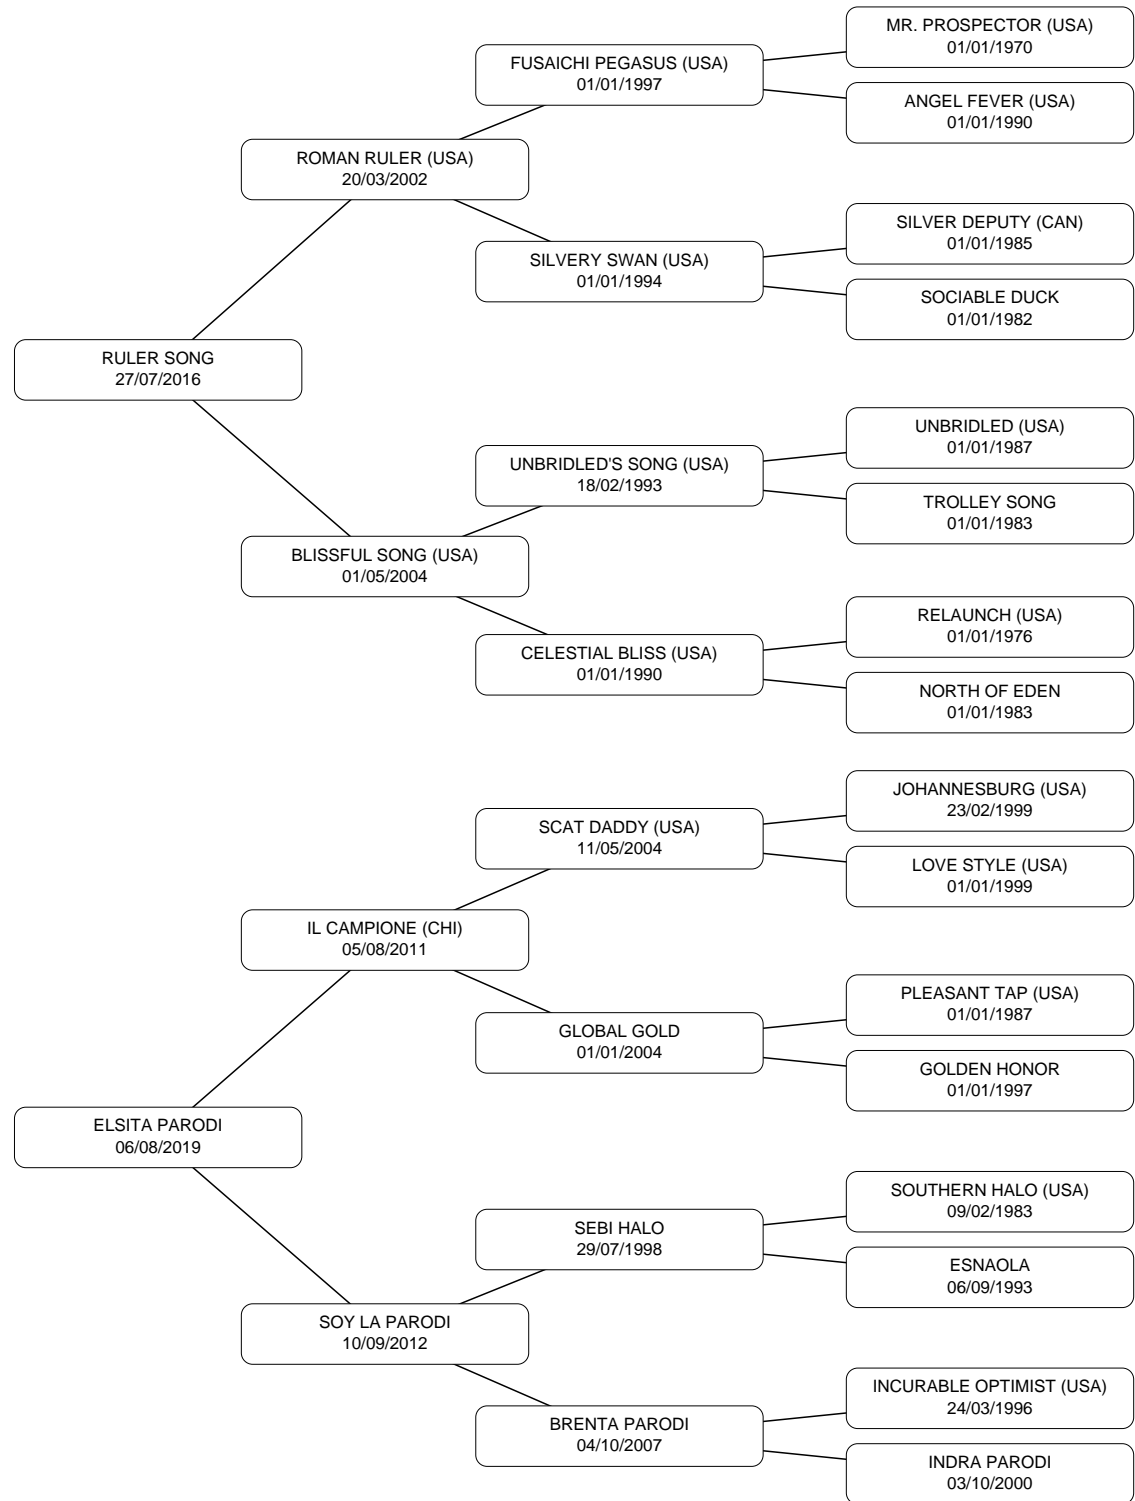 MR. PROSPECTOR (USA)
01/01/1970
FUSAICHI PEGASUS (USA)
01/01/1997
ANGEL FEVER (USA)
01/01/1990
ROMAN RULER (USA)
20/03/2002
SILVER DEPUTY (CAN)
01/01/1985
SILVERY SWAN (USA)
01/01/1994
SOCIABLE DUCK
01/01/1982
RULER SONG
27/07/2016
UNBRIDLED (USA)
01/01/1987
UNBRIDLED'S SONG (USA)
18/02/1993
TROLLEY SONG
01/01/1983
BLISSFUL SONG (USA)
01/05/2004
RELAUNCH (USA)
01/01/1976
CELESTIAL BLISS (USA)
01/01/1990
NORTH OF EDEN
01/01/1983
JOHANNESBURG (USA)
23/02/1999
SCAT DADDY (USA)
11/05/2004
LOVE STYLE (USA)
01/01/1999
IL CAMPIONE (CHI)
05/08/2011
PLEASANT TAP (USA)
01/01/1987
GLOBAL GOLD
01/01/2004
GOLDEN HONOR
01/01/1997
ELSITA PARODI
06/08/2019
SOUTHERN HALO (USA)
09/02/1983
SEBI HALO
29/07/1998
ESNAOLA
06/09/1993
SOY LA PARODI
10/09/2012
INCURABLE OPTIMIST (USA)
24/03/1996
BRENTA PARODI
04/10/2007
INDRA PARODI
03/10/2000